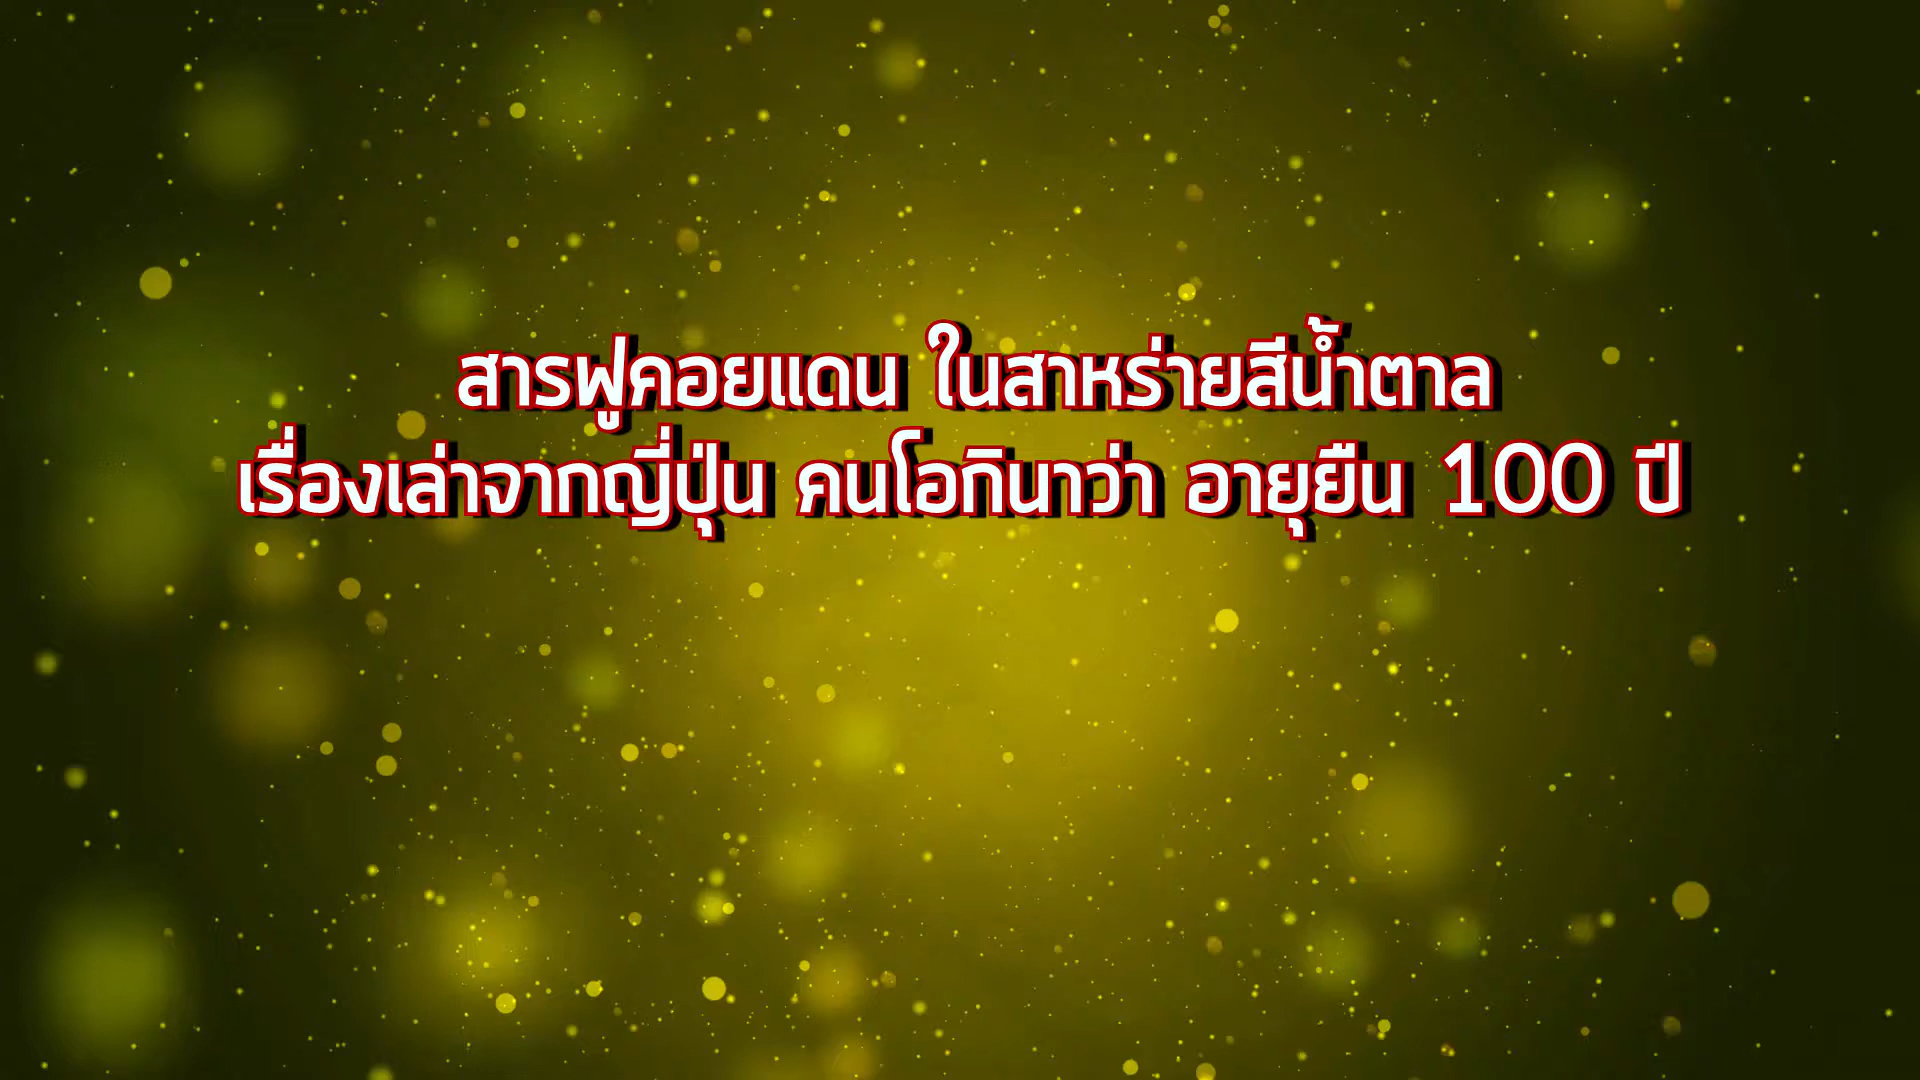 สารฟูคอยแดน ในสาหร่ายสีน้ำตาล
เรื่องเล่าจากญี่ปุ่น คนโอกินาว่า อายุยืน 100 ปี